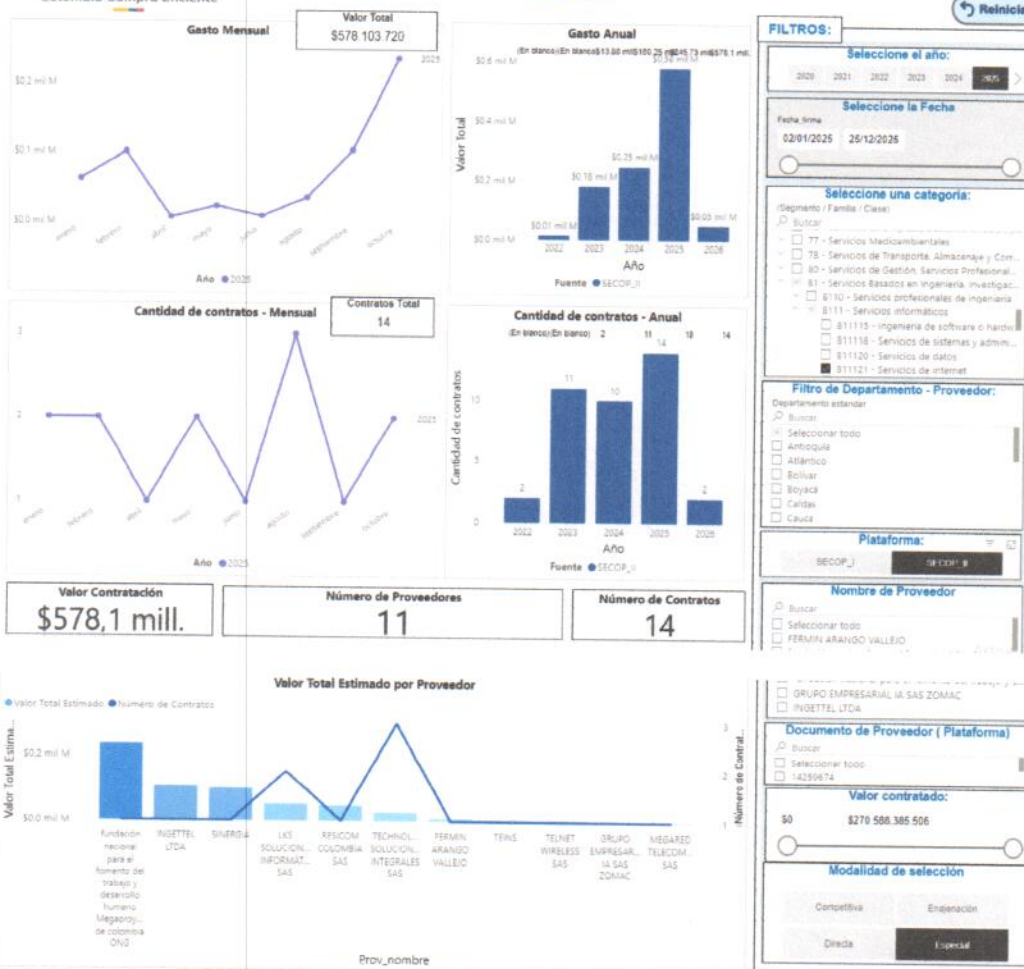 Colombia Compra Eficiente
Reinicia
Gasto Mensual
Valor Total
$578 103 720
2025
$0,2 mil M
$0,1 mil M
$0,0 mil M
enero
febrero
abril
mayo
junio
agosto
septiembre
octubre
Año 2025
Gasto Anual
(En blanco)(En blanco)
$0,6 mil M
$0,4 mil M
$0,2 mil M
$0,0 mil M
Valor Total
$0,01 mil M
$0,18 mil M
$0,25 mil M
$0,58 mil M
$0,05 mil M
2022 2023 2024 2025 2026
Año
Fuente SECOP_II
Cantidad de contratos - Mensual
Contratos Total
14
3
2
1
2025
enero
febrero
abril
mayo
junio
agosto
septiembre
octubre
Año 2025
Cantidad de contratos - Anual
(En blanco)(En blanco) 2 11 10 14
Cantidad de contratos
10
5
0
2
11
10
14
2
2022 2023 2024 2025 2026
Año
Fuente SECOP_II
Valor Contratación
$578,1 mill.
Número de Proveedores
11
Número de Contratos
14
Valor Total Estimado por Proveedor
Valor Total Estimado Número de Contratos
Valor Total Estima...
$0,2 mil M
$0,0 mil M
3
2
1
Número de Contrat...
fundación nacional para el fomento del trabajo y desarrollo humano Megaproy... de colombia ONG
INGETTEL LTDA
SINERGIA
LKS SOLUCION... INFORMÁT... SAS
RESICOM COLOMBIA SAS
TECHNOL... SOLUCION... INTEGRALES SAS
FERMIN ARANGO VALLEJO
TEINS
TELNET WIRELESS SAS
GRUPO EMPRESAR... IA SAS ZOMAC
MEGARED TELECOM... SAS
Prov_nombre
FILTROS:
Seleccione el año:
2020 2021 2022 2023 2024 2025
Seleccione la Fecha
Fecha_firma
02/01/2025 25/12/2025
Seleccione una categoria:
(Segmento / Familia / Clase)
Buscar
77 - Servicios Medioambientales
78 - Servicios de Transporte, Almacenaje y Corr...
80 - Servicios de Gestión, Servicios Profesional...
81 - Servicios Basados en Ingeniería, Investigac...
8110 - Servicios profesionales de ingeniería
8111 - Servicios informáticos
811115 - Ingeniería de software o hardw...
811118 - Servicios de sistemas y admini...
811120 - Servicios de datos
811121 - Servicios de internet
Filtro de Departamento - Proveedor:
Departamento estandar
Buscar
Seleccionar todo
Antioquia
Atlántico
Bolívar
Boyacá
Caldas
Cauca
Plataforma:
SECOP_I SECOP_II
Nombre de Proveedor
Buscar
Seleccionar todo
FERMIN ARANGO VALLEJO
GRUPO EMPRESARIAL IA SAS ZOMAC
INGETTEL LTDA
Documento de Proveedor ( Plataforma)
Buscar
Seleccionar todo
14259674
Valor contratado:
$0 $270 588 385 506
Modalidad de selección
Competitiva Enajenación
Directa Especial